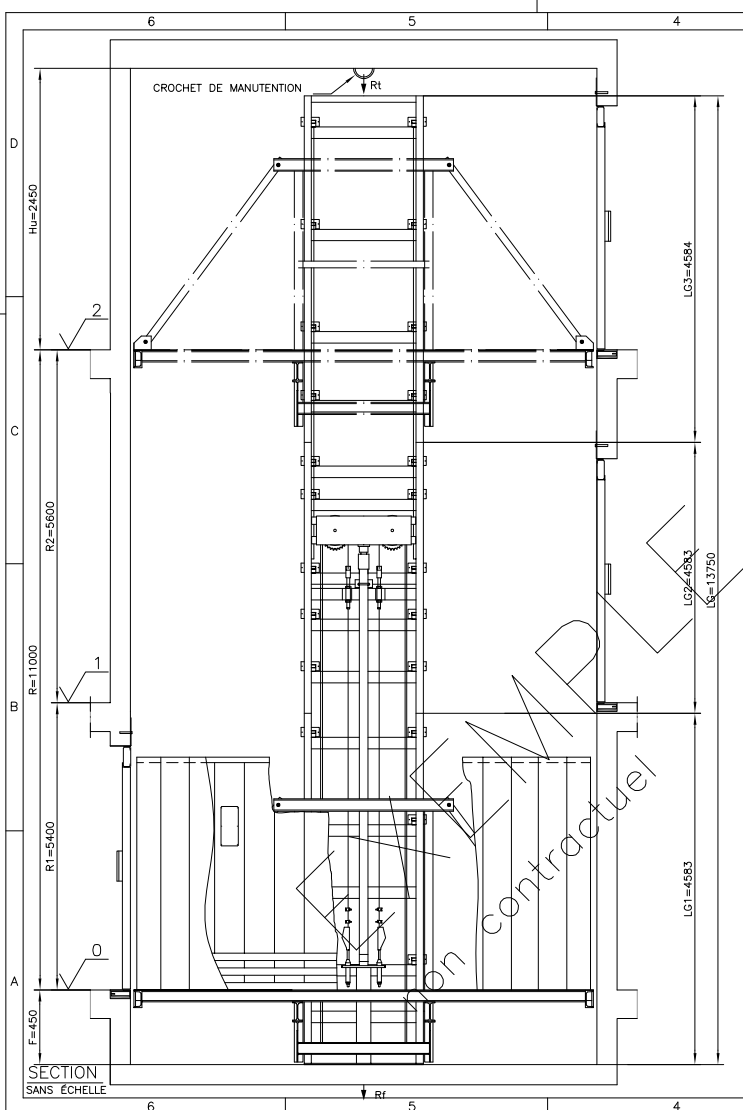 6 5 4
CROCHET DE MANUTENTION
Rt
D
Hu=2450
LG3=4584
2
C
R2=5600
LG2=4583
LG=13750
R=11000
1
B
EXEMPLE
non contractuel
R1=5400
LG1=4583
0
A
F=450
SECTION
SANS ÉCHELLE
Rf
6 5 4